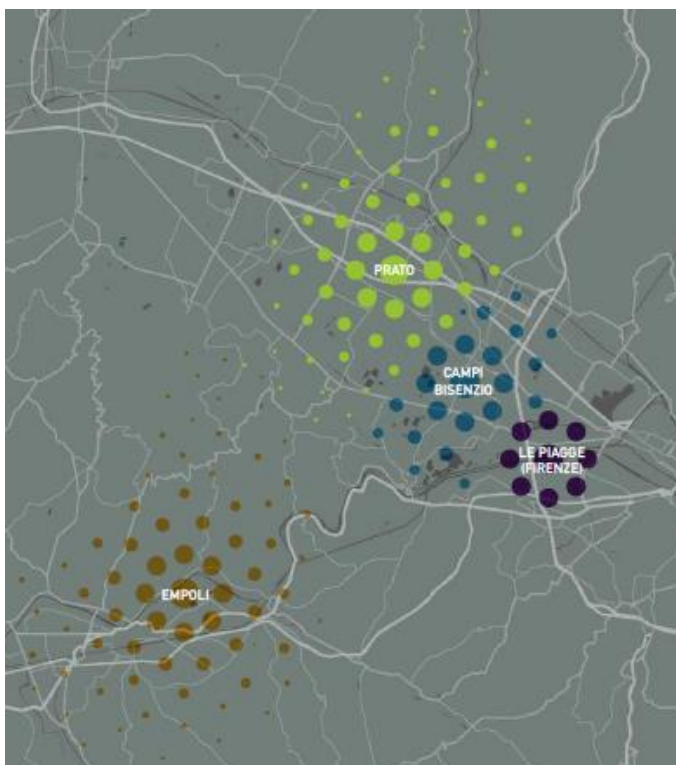 PRATO
CAMPI
BISENZIO
LE PIAGGE
(FIRENZE)
EMPOLI